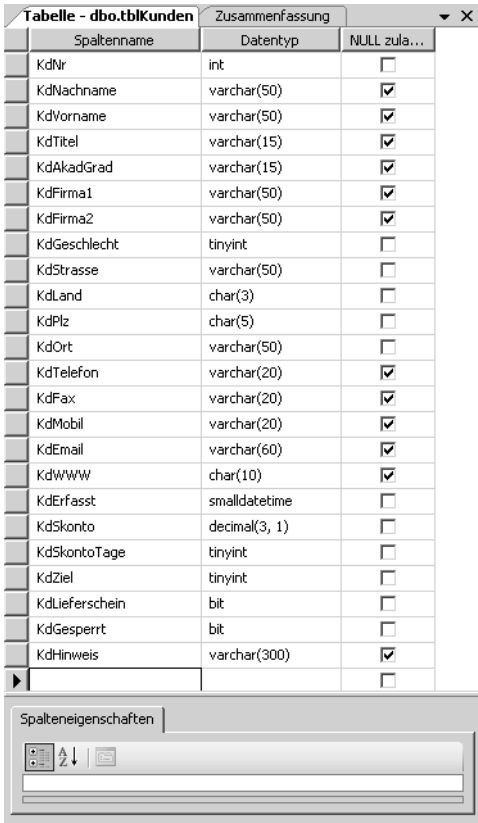 Tabelle - dbo.tblKunden Zusammenfassung
Spaltenname Datentyp NULL zula...
KdNr int
KdNachname varchar(50)
KdVorname varchar(50)
KdTitel varchar(15)
KdAkadGrad varchar(15)
KdFirma1 varchar(50)
KdFirma2 varchar(50)
KdGeschlecht tinyint
KdStrasse varchar(50)
KdLand char(3)
KdPlz char(5)
KdOrt varchar(50)
KdTelefon varchar(20)
KdFax varchar(20)
KdMobil varchar(20)
KdEmail varchar(60)
KdWWW char(10)
KdErfasst smalldatetime
KdSkonto decimal(3, 1)
KdSkontoTage tinyint
KdZiel tinyint
KdLieferschein bit
KdGesperrt bit
KdHinweis varchar(300)
Spalteneigenschaften